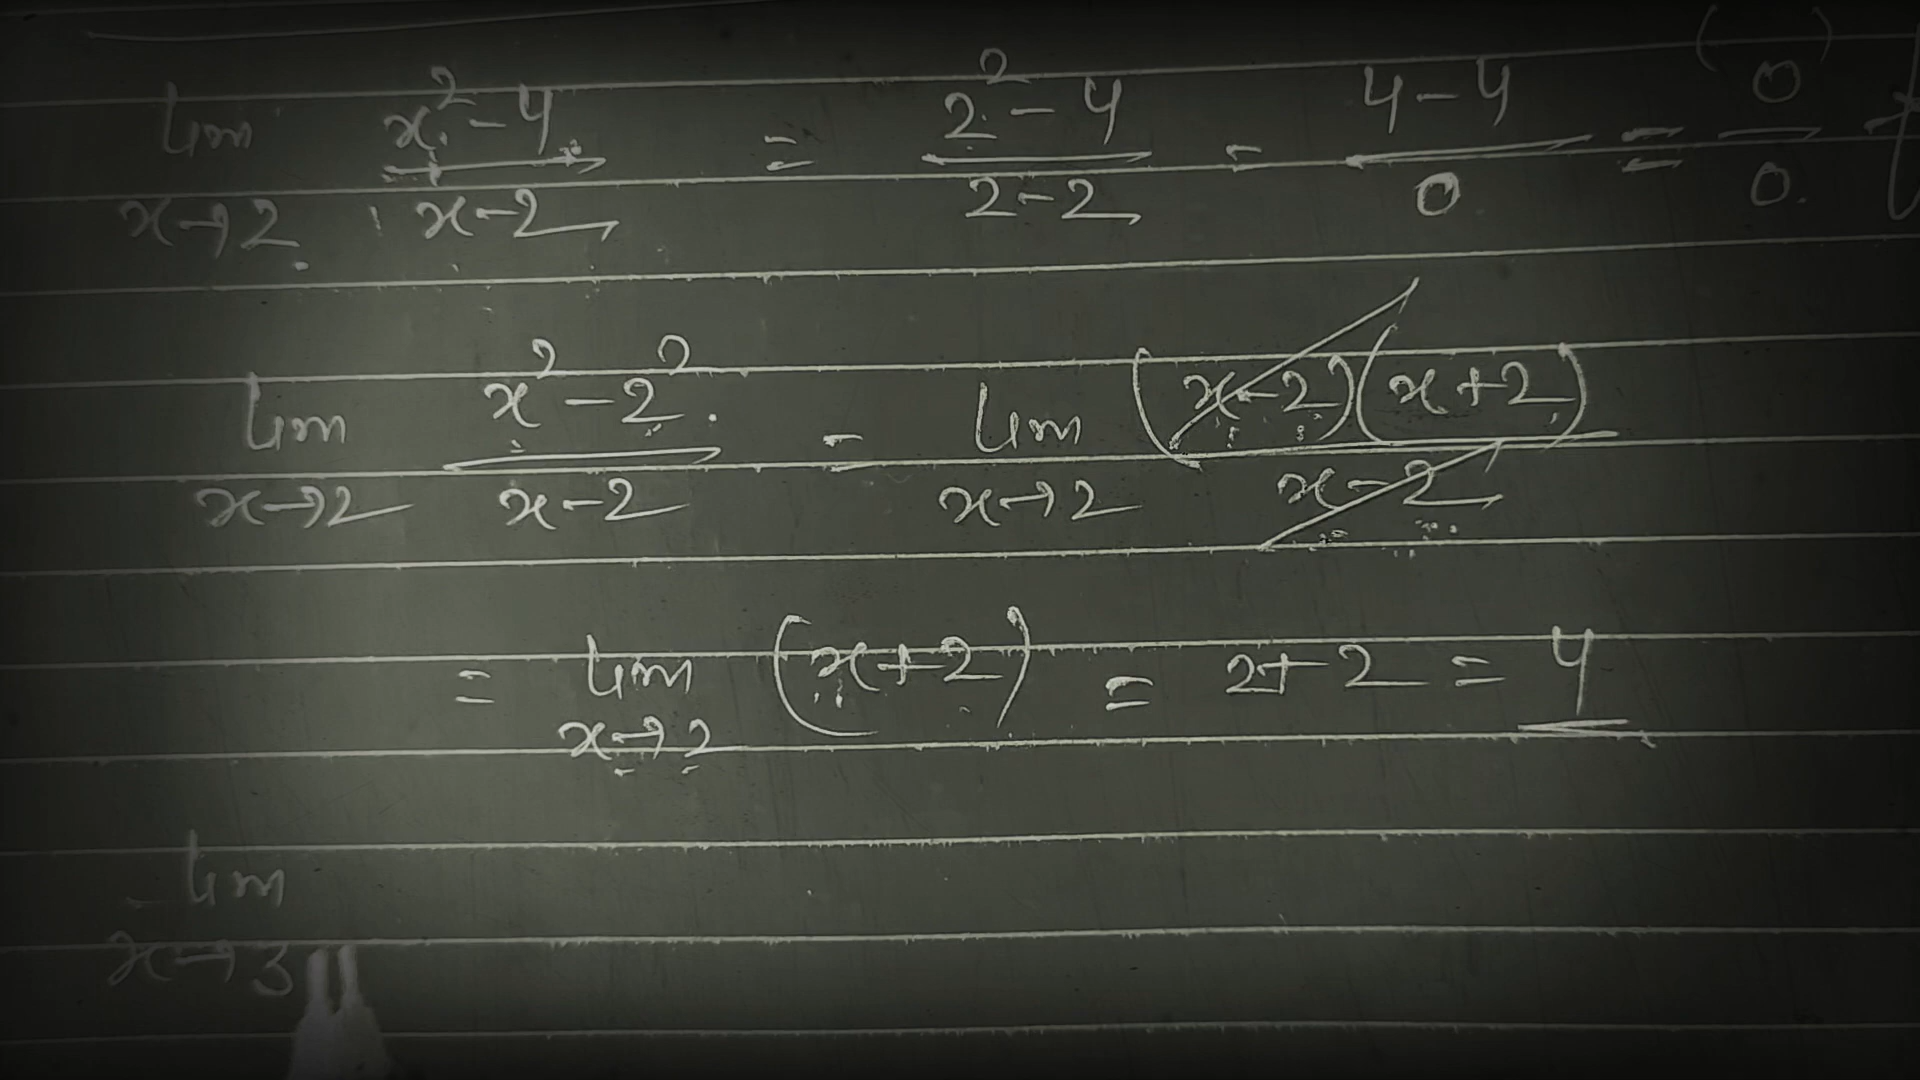 lim x→2 x²-4 / x-2 = 2²-4 / 2-2 = 4-4 / 0 = (0 / 0)
lim x→2 x²-2² / x-2 = lim x→2 (x-2)(x+2) / x-2
= lim x→2 (x+2) = 2+2 = 4
lim x→3